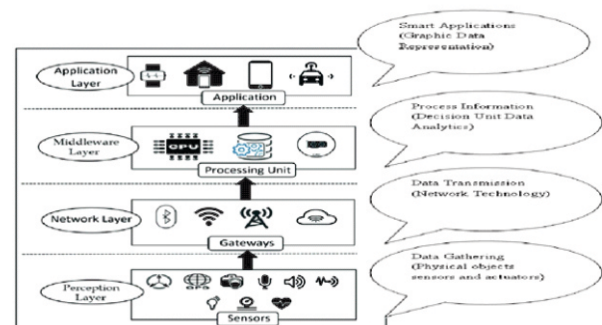 Smart Applications
(Graphic Data
Representation)
Application
Layer
Application
Process Information
(Decision Unit Data
Analytics)
Middleware
Layer
CPU
Processing Unit
Data Transmission
(Network Technology)
Network Layer
Gateways
Data Gathering
(Physical objects
sensors and actuators)
Perception
Layer
GPS
Sensors